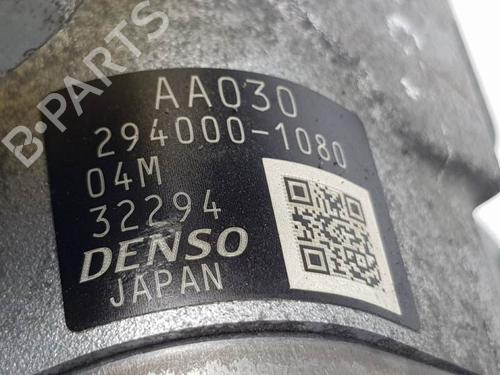 B-PARTS
AA030
294000-1080
04M
32294
DENSO
JAPAN